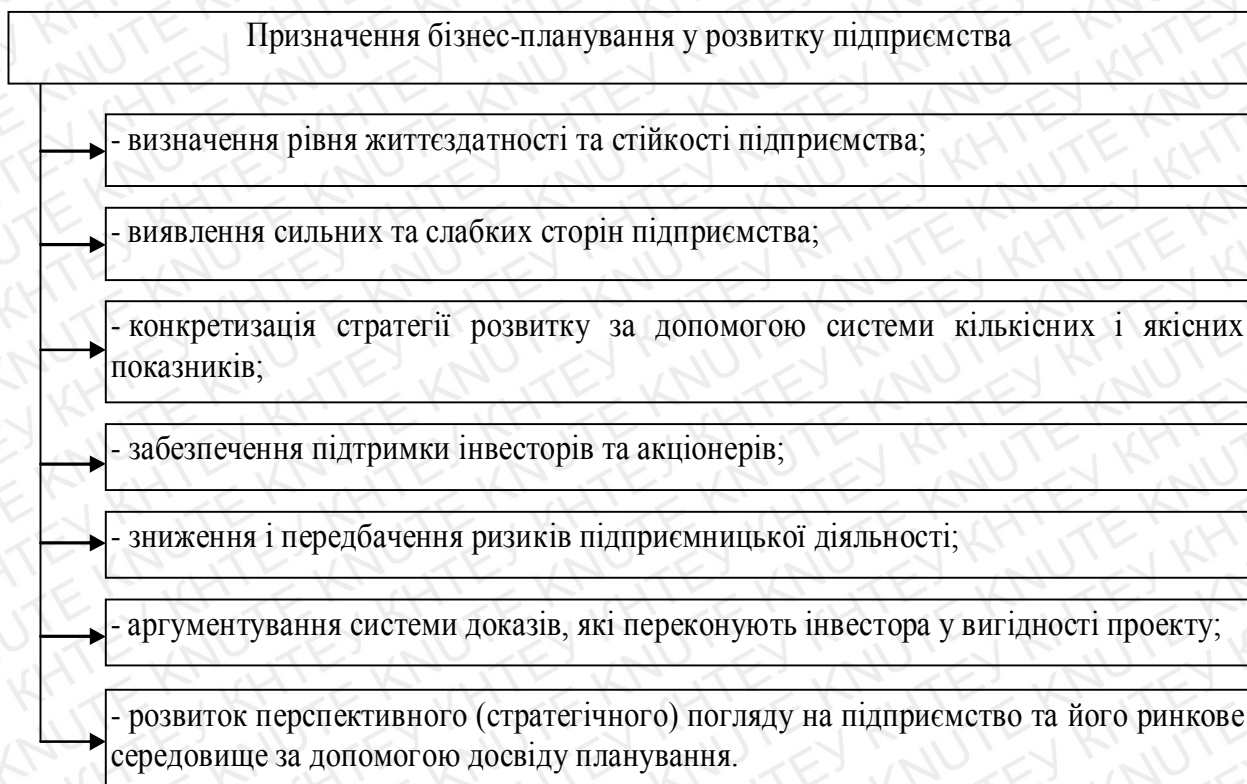 Призначення бізнес-планування у розвитку підприємства
- визначення рівня життєздатності та стійкості підприємства;
- виявлення сильних та слабких сторін підприємства;
- конкретизація стратегії розвитку за допомогою системи кількісних і якісних
показників;
- забезпечення підтримки інвесторів та акціонерів;
- зниження і передбачення ризиків підприємницької діяльності;
- аргументування системи доказів, які переконують інвестора у вигідності проекту;
- розвиток перспективного (стратегічного) погляду на підприємство та його ринкове
середовище за допомогою досвіду планування.